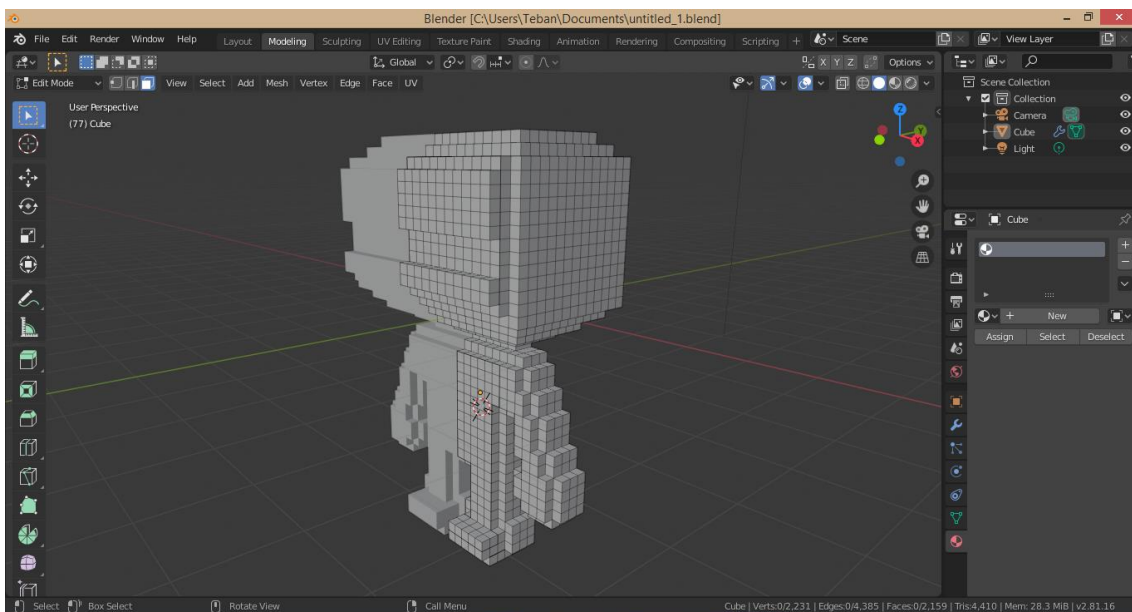 Blender [C:\Users\Teban\Documents\untitled_1.blend]
File Edit Render Window Help Layout Modeling Sculpting UV Editing Texture Paint Shading Animation Rendering Compositing Scripting + Scene View Layer
Global X Y Z Options
Edit Mode View Select Add Mesh Vertex Edge Face UV
User Perspective
(77) Cube
Z
Y
X
Scene Collection
Collection
Camera
Cube
Light
Cube
+ New
Assign Select Deselect
Select Box Select Rotate View Call Menu Cube | Verts:0/2,231 | Edges:0/4,385 | Faces:0/2,159 | Tris:4,410 | Mem: 28.3 MiB | v2.81.16